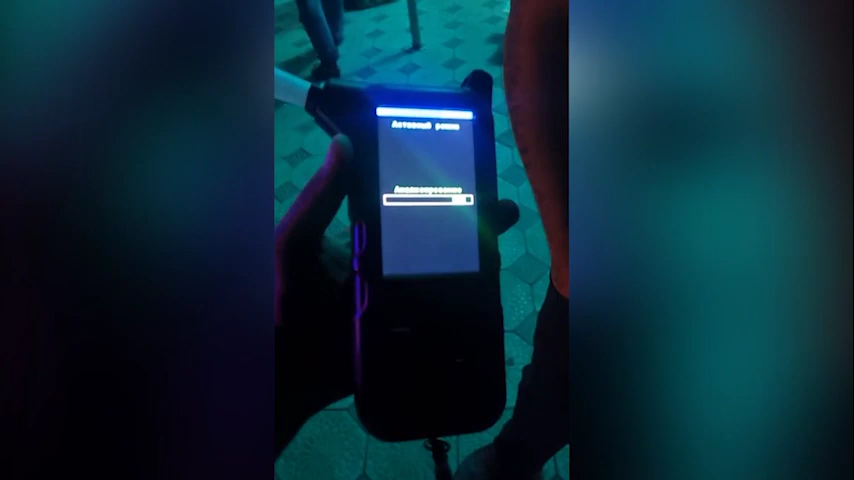 Активный режим
Анализирование